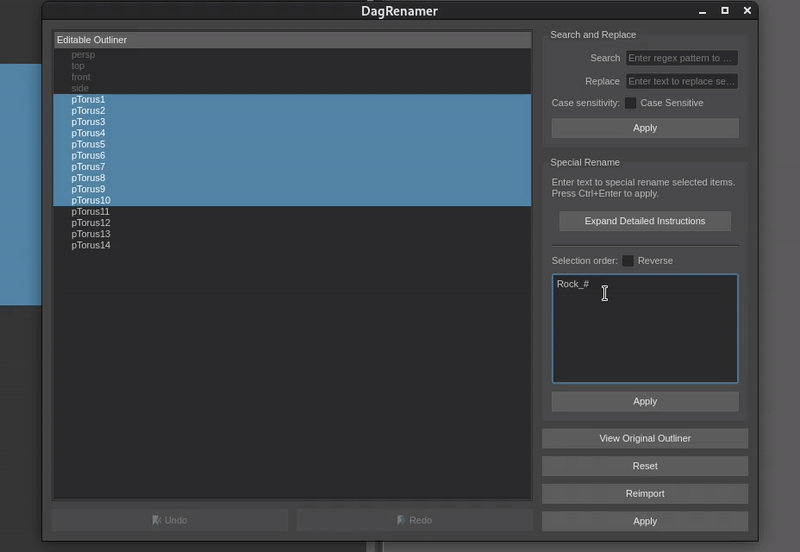 DagRenamer
Editable Outliner
persp
top
front
side
pTorus1
pTorus2
pTorus3
pTorus4
pTorus5
pTorus6
pTorus7
pTorus8
pTorus9
pTorus10
pTorus11
pTorus12
pTorus13
pTorus14
Undo
Redo
Search and Replace
Search Enter regex pattern to ...
Replace Enter text to replace se...
Case sensitivity: Case Sensitive
Apply
Special Rename
Enter text to special rename selected items.
Press Ctrl+Enter to apply.
Expand Detailed Instructions
Selection order: Reverse
Rock_#
Apply
View Original Outliner
Reset
Reimport
Apply